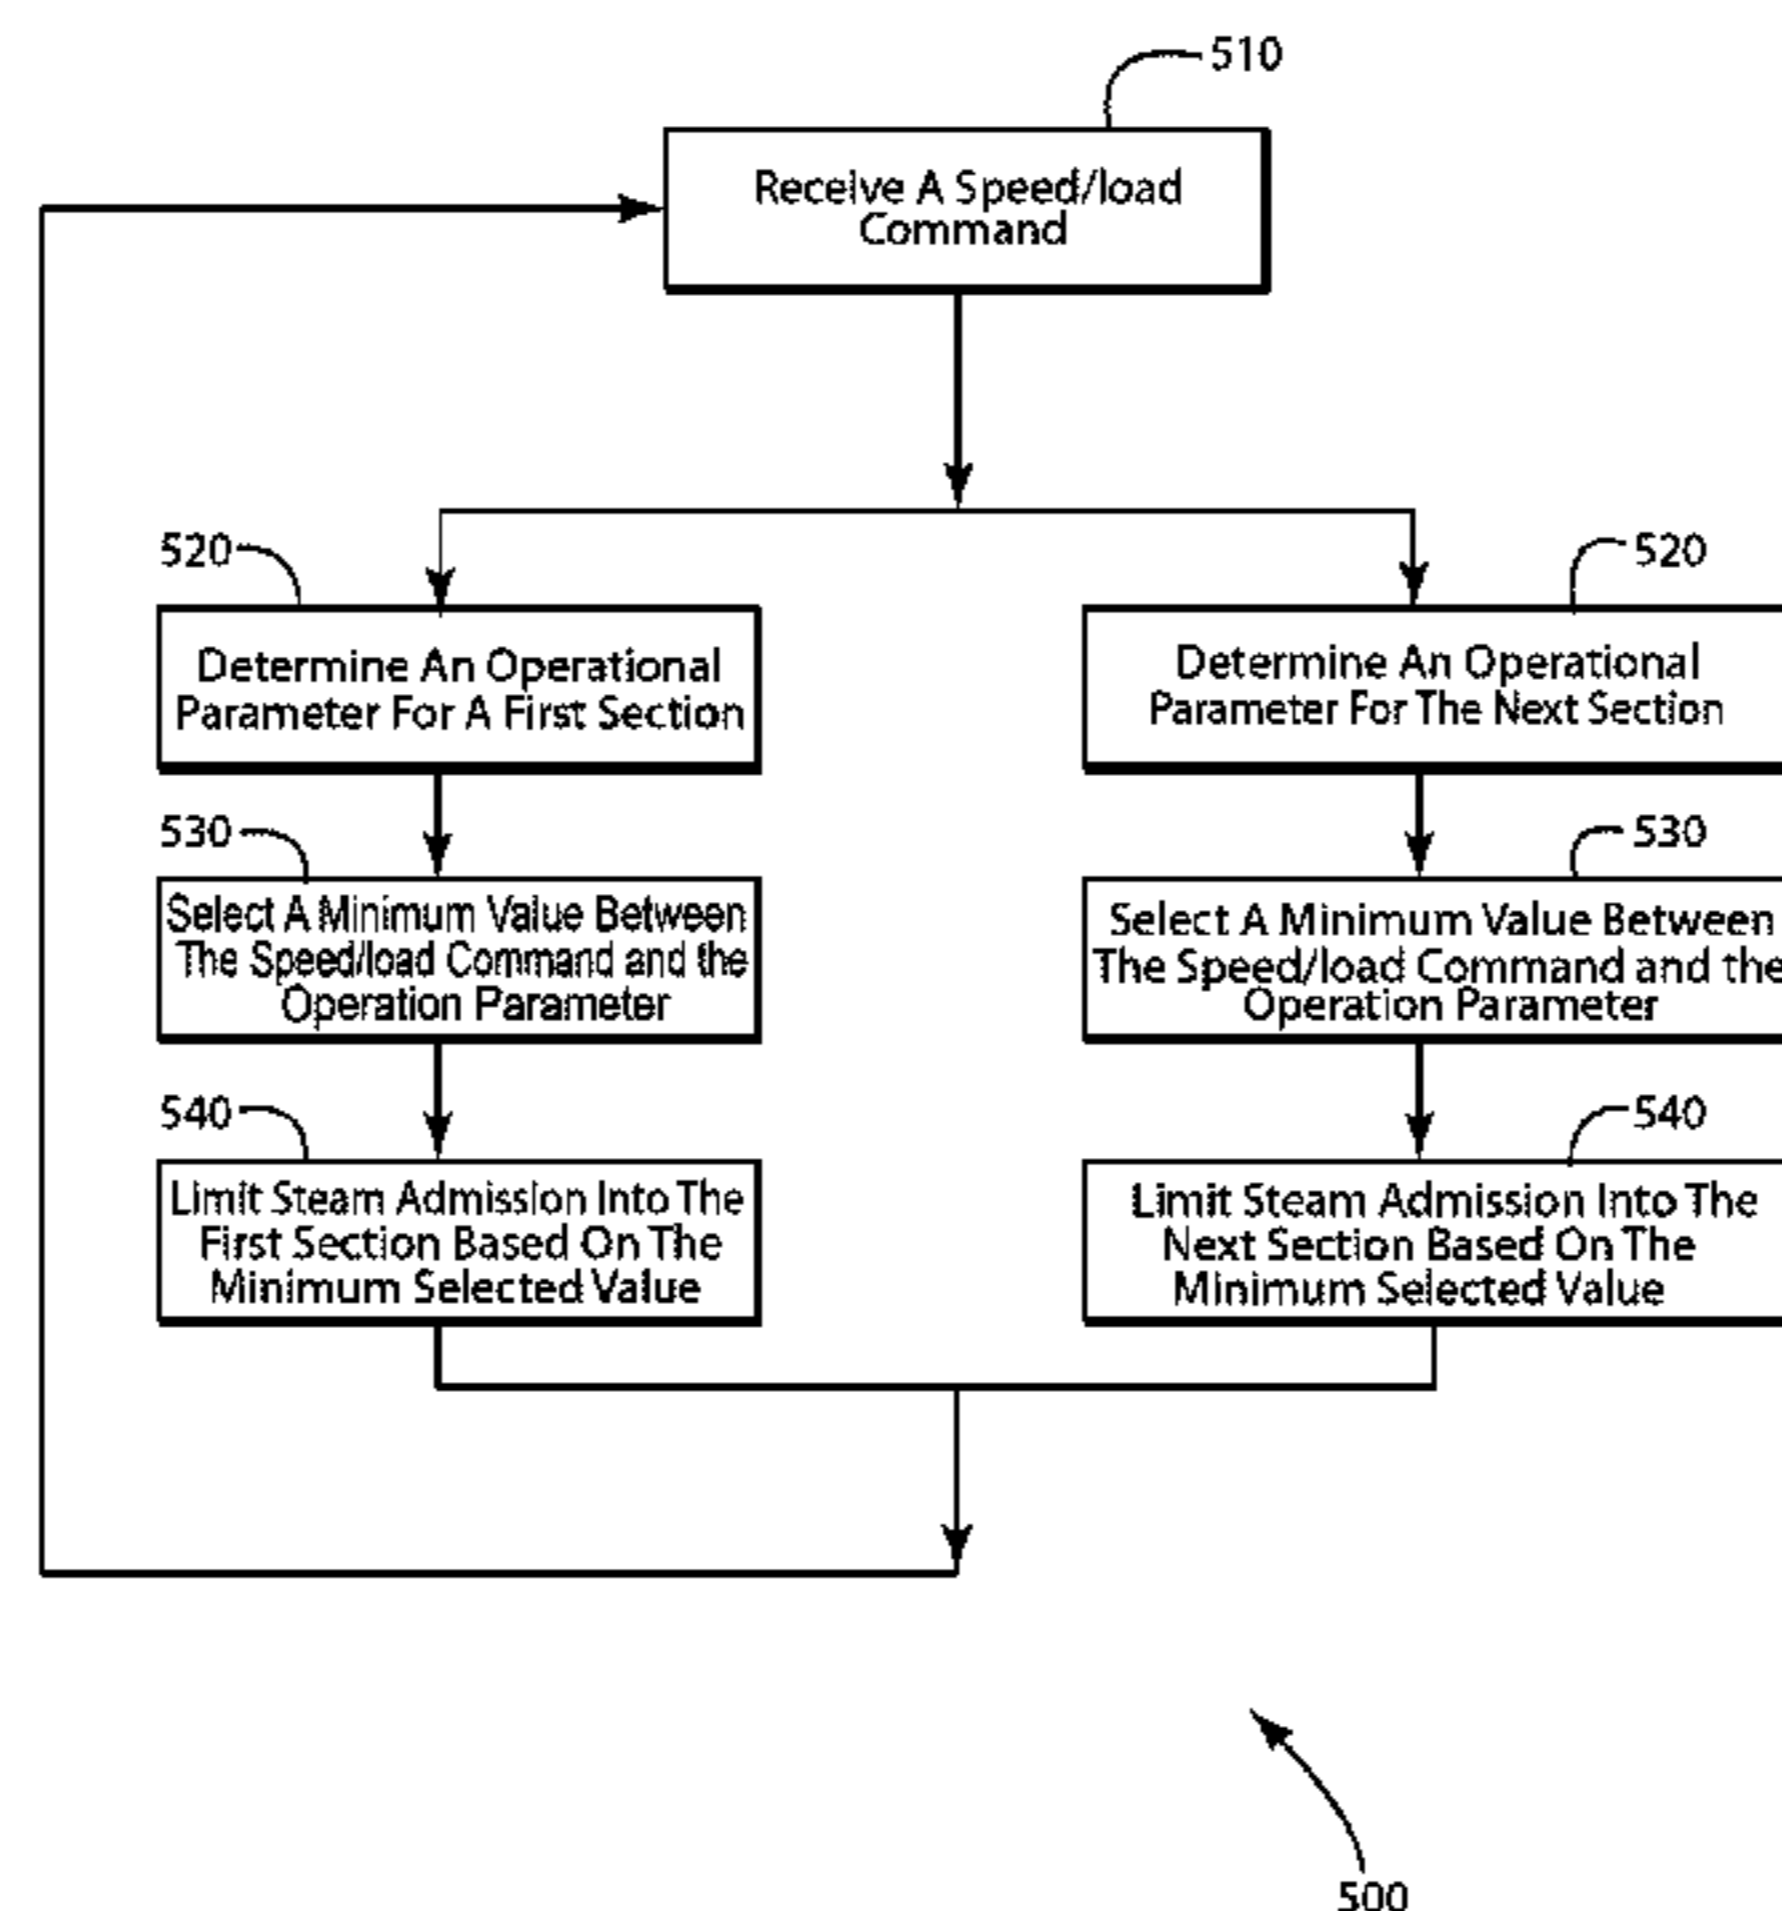 510
Receive A Speed/load
Command
520
Determine An Operational
Parameter For A First Section
530
Select A Minimum Value Between
The Speed/load Command and the
Operation Parameter
540
Limit Steam Admission Into The
First Section Based On The
Minimum Selected Value
520
Determine An Operational
Parameter For The Next Section
530
Select A Minimum Value Between
The Speed/load Command and the
Operation Parameter
540
Limit Steam Admission Into The
Next Section Based On The
Minimum Selected Value
500